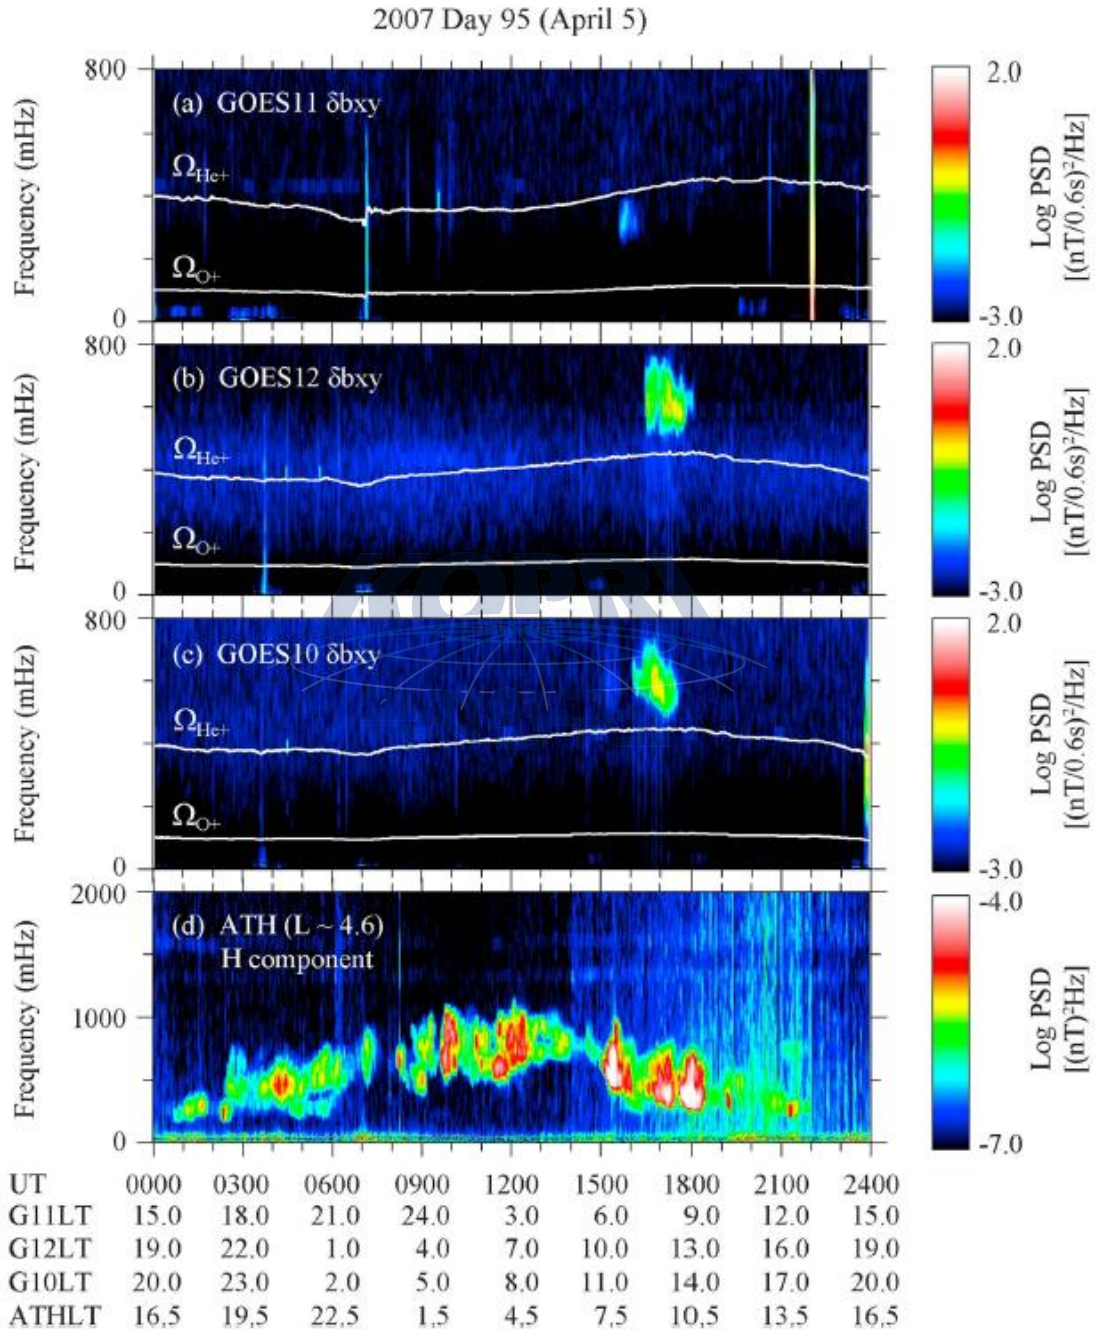 2007 Day 95 (April 5)
800
(a) GOES11 δbxy
Ω_He+
Ω_O+
0
Frequency (mHz)
2.0
-3.0
Log PSD
[(nT/0.6s)²/Hz]
800
(b) GOES12 δbxy
Ω_He+
Ω_O+
0
Frequency (mHz)
2.0
-3.0
Log PSD
[(nT/0.6s)²/Hz]
KOPRI
800
(c) GOES10 δbxy
Ω_He+
Ω_O+
0
Frequency (mHz)
2.0
-3.0
Log PSD
[(nT/0.6s)²/Hz]
2000
(d) ATH (L ~ 4.6)
H component
1000
0
Frequency (mHz)
-4.0
-7.0
Log PSD
[(nT)²Hz]
UT 0000 0300 0600 0900 1200 1500 1800 2100 2400
G11LT 15.0 18.0 21.0 24.0 3.0 6.0 9.0 12.0 15.0
G12LT 19.0 22.0 1.0 4.0 7.0 10.0 13.0 16.0 19.0
G10LT 20.0 23.0 2.0 5.0 8.0 11.0 14.0 17.0 20.0
ATHLT 16.5 19.5 22.5 1.5 4.5 7.5 10.5 13.5 16.5